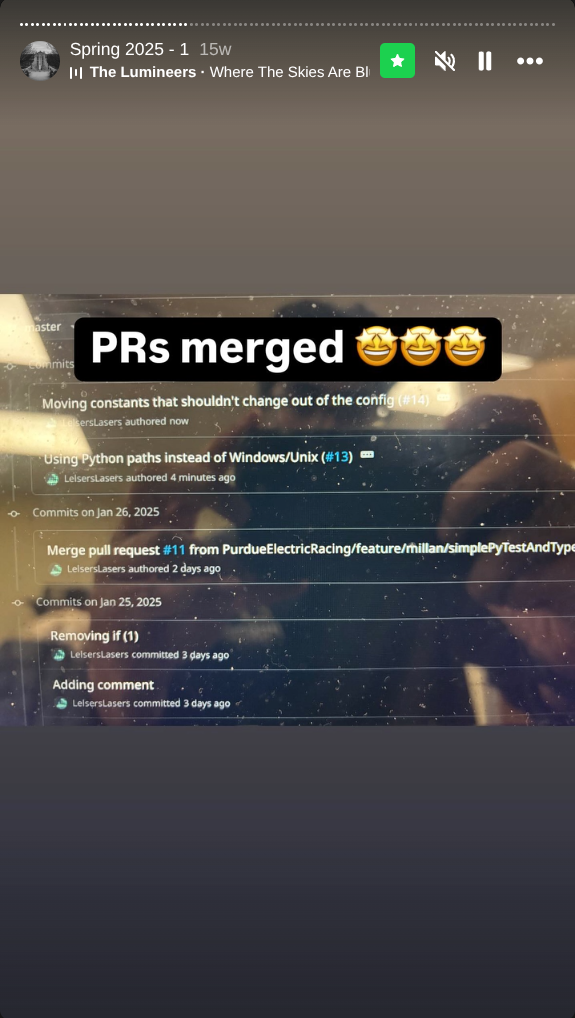 Spring 2025 - 1 15w
The Lumineers · Where The Skies Are Bl
PRs merged 🤩🤩🤩
master
Commits
Moving constants that shouldn't change out of the config (#14)
LelsersLasers authored now
Using Python paths instead of Windows/Unix (#13)
LelsersLasers authored 4 minutes ago
Commits on Jan 26, 2025
Merge pull request #11 from PurdueElectricRacing/feature/millan/simplePyTestAndType
LelsersLasers authored 2 days ago
Commits on Jan 25, 2025
Removing if (1)
LelsersLasers committed 3 days ago
Adding comment
LelsersLasers committed 3 days ago